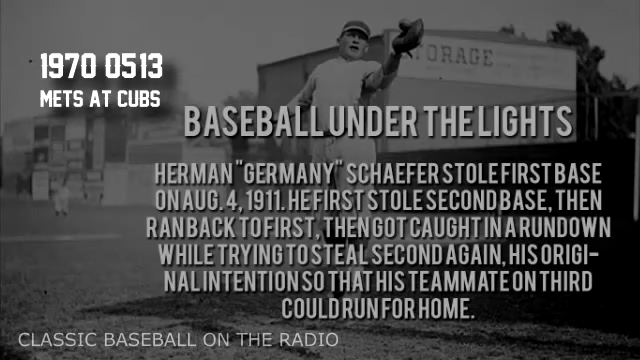 1970 0513
METS AT CUBS
STORAGE
BASEBALL UNDER THE LIGHTS
HERMAN "GERMANY" SCHAEFER STOLE FIRST BASE
ON AUG. 4, 1911. HE FIRST STOLE SECOND BASE, THEN
RAN BACK TO FIRST, THEN GOT CAUGHT IN A RUNDOWN
WHILE TRYING TO STEAL SECOND AGAIN, HIS ORIGI-
NAL INTENTION SO THAT HIS TEAMMATE ON THIRD
COULD RUN FOR HOME.
CLASSIC BASEBALL ON THE RADIO